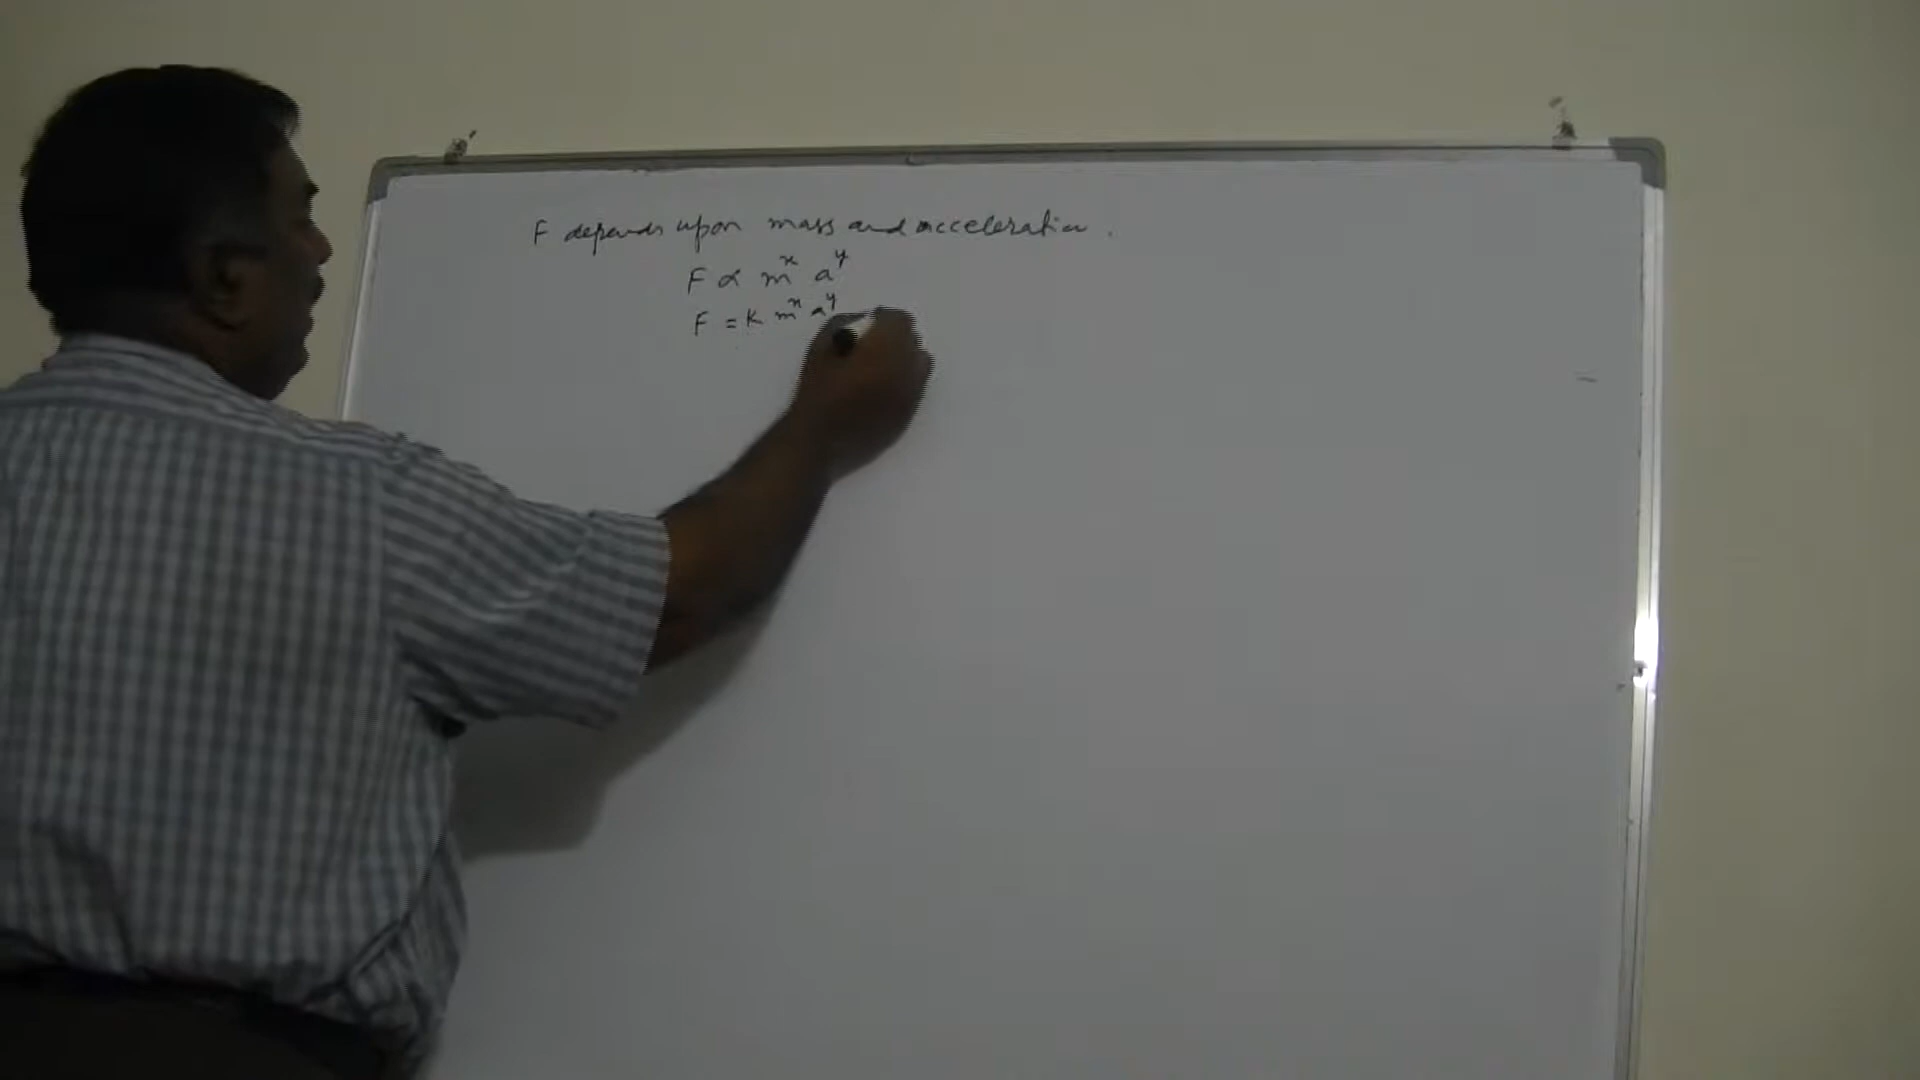 F depends upon mass and acceleration.
F ∝ m^x a^y
F = K m^x a^y